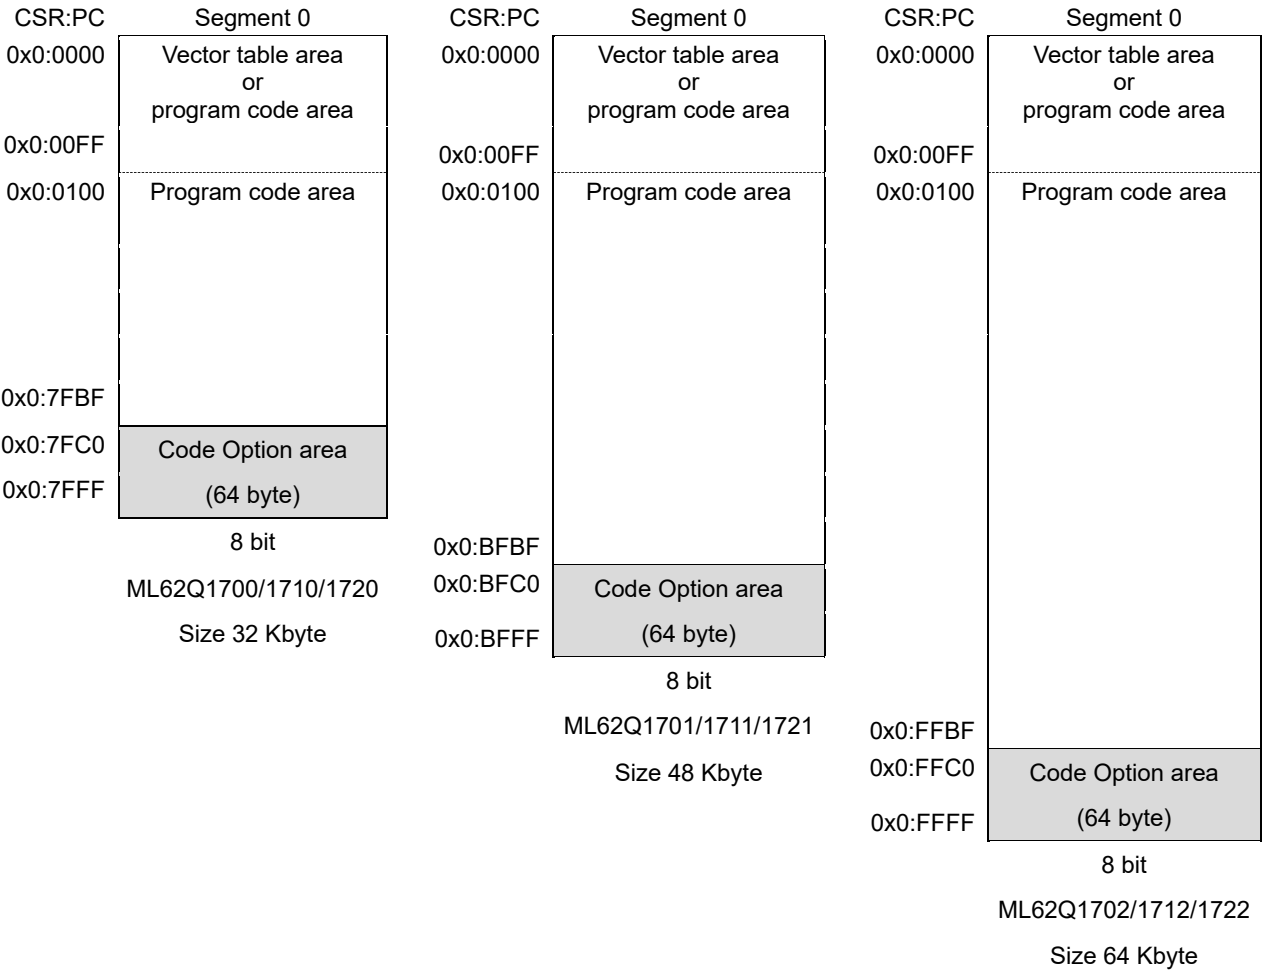 CSR:PC
Segment 0
0x0:0000
Vector table area
or
program code area
0x0:00FF
0x0:0100
Program code area
0x0:7FBF
0x0:7FC0
Code Option area
0x0:7FFF
(64 byte)
8 bit
ML62Q1700/1710/1720
Size 32 Kbyte
CSR:PC
Segment 0
0x0:0000
Vector table area
or
program code area
0x0:00FF
0x0:0100
Program code area
0x0:BFBF
0x0:BFC0
Code Option area
0x0:BFFF
(64 byte)
8 bit
ML62Q1701/1711/1721
Size 48 Kbyte
CSR:PC
Segment 0
0x0:0000
Vector table area
or
program code area
0x0:00FF
0x0:0100
Program code area
0x0:FFBF
0x0:FFC0
Code Option area
0x0:FFFF
(64 byte)
8 bit
ML62Q1702/1712/1722
Size 64 Kbyte